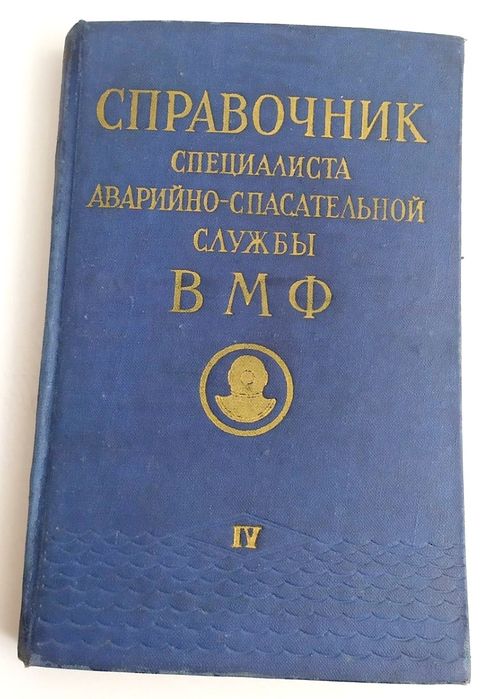 СПРАВОЧНИК
СПЕЦИАЛИСТА
АВАРИЙНО-СПАСАТЕЛЬНОЙ
СЛУЖБЫ
ВМФ
IV